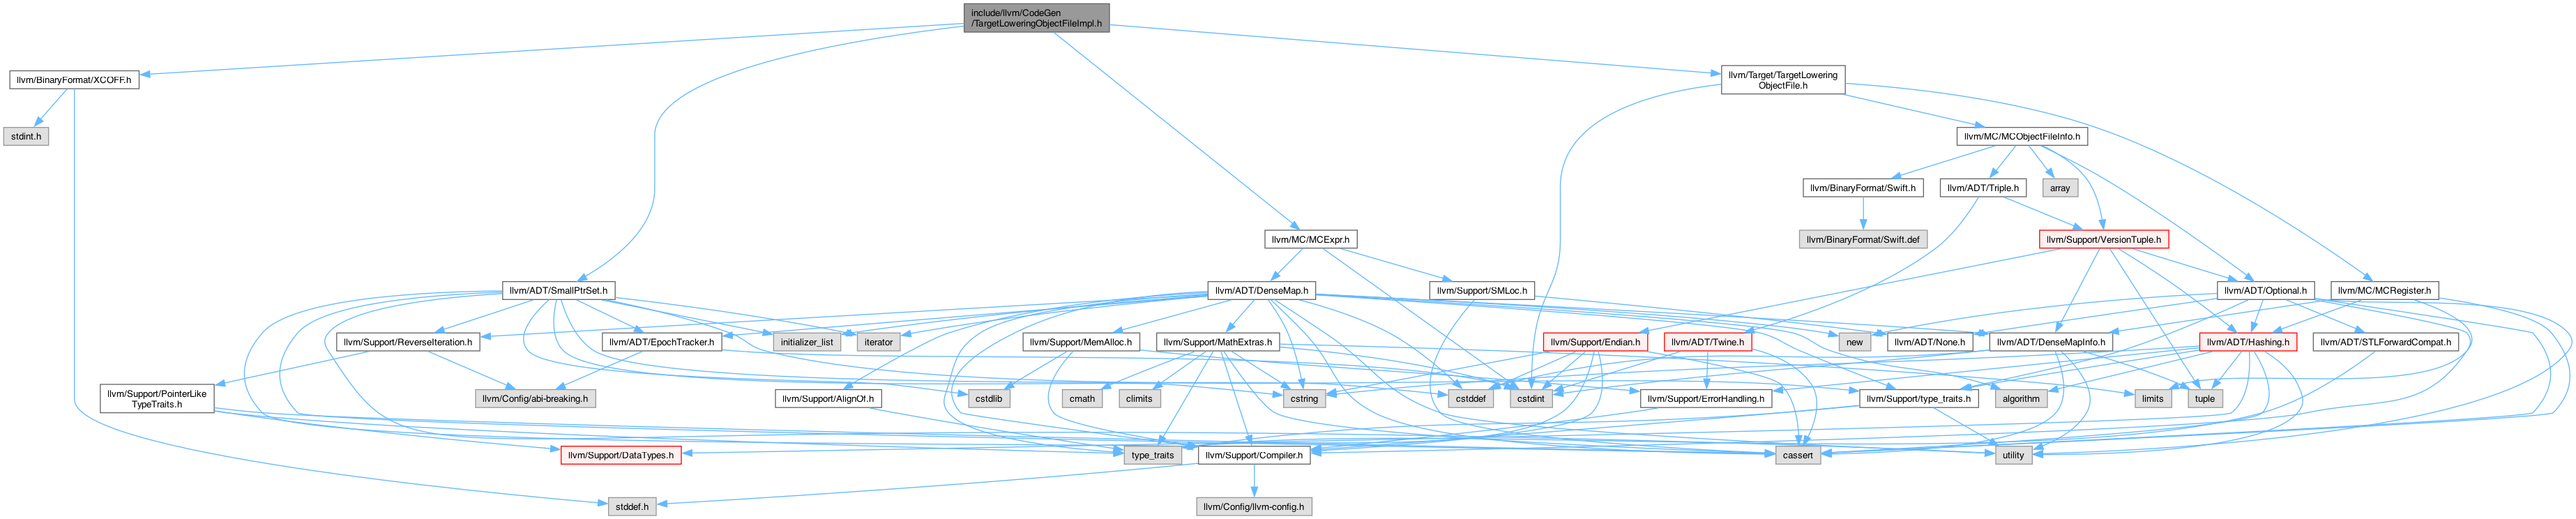 include/llvm/CodeGen
/TargetLoweringObjectFileImpl.h
llvm/BinaryFormat/XCOFF.h
llvm/Target/TargetLowering
ObjectFile.h
stdint.h
llvm/MC/MCObjectFileInfo.h
llvm/BinaryFormat/Swift.h
llvm/ADT/Triple.h
array
llvm/MC/MCExpr.h
llvm/BinaryFormat/Swift.def
llvm/Support/VersionTuple.h
llvm/ADT/SmallPtrSet.h
llvm/ADT/DenseMap.h
llvm/Support/SMLoc.h
llvm/ADT/Optional.h
llvm/MC/MCRegister.h
llvm/Support/ReverseIteration.h
llvm/ADT/EpochTracker.h
initializer_list
iterator
llvm/Support/MemAlloc.h
llvm/Support/MathExtras.h
llvm/Support/Endian.h
llvm/ADT/Twine.h
new
llvm/ADT/None.h
llvm/ADT/DenseMapInfo.h
llvm/ADT/Hashing.h
llvm/ADT/STLForwardCompat.h
llvm/Support/PointerLike
TypeTraits.h
llvm/Config/abi-breaking.h
llvm/Support/AlignOf.h
cstdlib
cmath
climits
cstring
cstddef
cstdint
llvm/Support/ErrorHandling.h
llvm/Support/type_traits.h
algorithm
limits
tuple
llvm/Support/DataTypes.h
type_traits
llvm/Support/Compiler.h
cassert
utility
stddef.h
llvm/Config/llvm-config.h